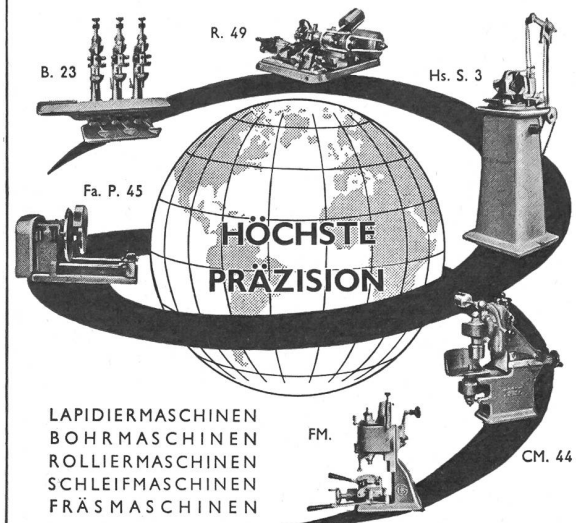 R. 49
B. 23
Hs. S. 3
Fa. P. 45
HÖCHSTE
PRÄZISION
LAPIDIERMASCHINEN
BOHRMASCHINEN
ROLLIERMASCHINEN
SCHLEIFMASCHINEN
FRÄSMASCHINEN
FM.
CM. 44